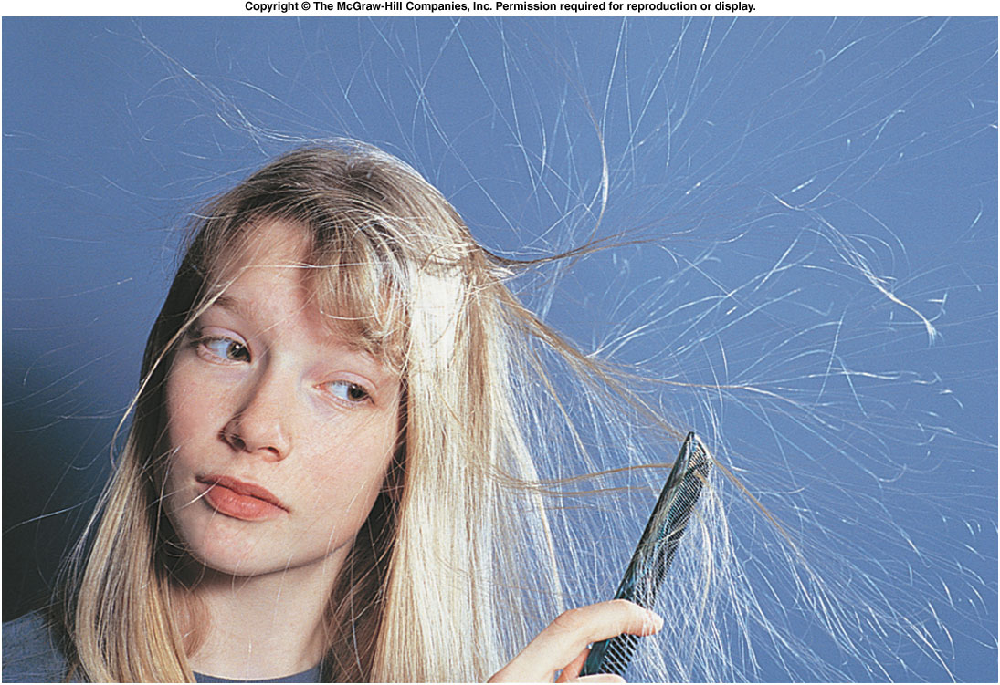 Copyright © The McGraw-Hill Companies, Inc. Permission required for reproduction or display.